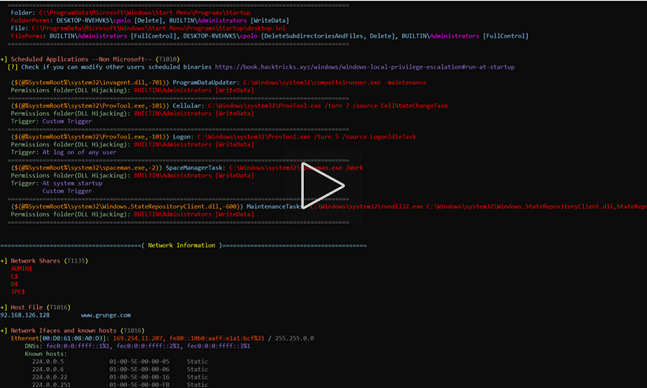 Folder: C:\ProgramData\Microsoft\Windows\Start Menu\Programs\Startup
FolderPerms: DESKTOP-RVEHVKS\cpolo [Delete], BUILTIN\Administrators [WriteData]
File: C:\ProgramData\Microsoft\Windows\Start Menu\Programs\Startup\desktop.ini
FilePerms: BUILTIN\Administrators [FullControl], DESKTOP-RVEHVKS\cpolo [DeleteSubdirectoriesAndFiles, Delete], BUILTIN\Administrators [FullControl]
+] Scheduled Applications --Non Microsoft-- (T1010)
[?] Check if you can modify other users scheduled binaries https://book.hacktricks.xyz/windows/windows-local-privilege-escalation#run-at-startup
($(@%SystemRoot%\system32\invagent.dll,-701)) ProgramDataUpdater: C:\Windows\system32\compattelrunner.exe -maintenance
Permissions folder(DLL Hijacking): BUILTIN\Administrators [WriteData]
($(@%SystemRoot%\system32\ProvTool.exe,-101)) Cellular: C:\Windows\system32\ProvTool.exe /turn 7 /source CellStateChangeTask
Permissions folder(DLL Hijacking): BUILTIN\Administrators [WriteData]
Trigger: Custom Trigger
($(@%SystemRoot%\system32\ProvTool.exe,-101)) Logon: C:\Windows\system32\ProvTool.exe /turn 5 /source LogonIdleTask
Permissions folder(DLL Hijacking): BUILTIN\Administrators [WriteData]
Trigger: At log on of any user
($(@%systemRoot%\system32\spaceman.exe,-2)) SpaceManagerTask: C:\Windows\system32\ /Work
Permissions folder(DLL Hijacking): BUILTIN\Administrators [WriteData]
Trigger: At system startup
Custom Trigger
($(@%SystemRoot%\system32\Windows.StateRepositoryClient.dll,-600)) MaintenanceTask \Windows\system32\rundll32.exe C:\Windows\system32\Windows.StateRepositoryClient.dll,StateRepo
Permissions folder(DLL Hijacking): BUILTIN\Administrators [WriteData]
( Network Information )
+] Network Shares (T1135)
ADMIN$
C$
D$
IPC$
+] Host File (T1016)
92.168.126.128 www.grunge.com
+] Network Ifaces and known hosts (T1016)
Ethernet[00:DB:61:08:A0:D3]: 169.254.11.207, fe80::10b0:aaff:e1a1:bcf%21 / 255.255.0.0
DNSs: fec0:0:0:ffff::1%1, fec0:0:0:ffff::2%1, fec0:0:0:ffff::3%1
Known hosts:
224.0.0.5 01-00-5E-00-00-05 Static
224.0.0.6 01-00-5E-00-00-06 Static
224.0.0.22 01-00-5E-00-00-16 Static
224.0.0.251 01-00-5E-00-00-FB Static